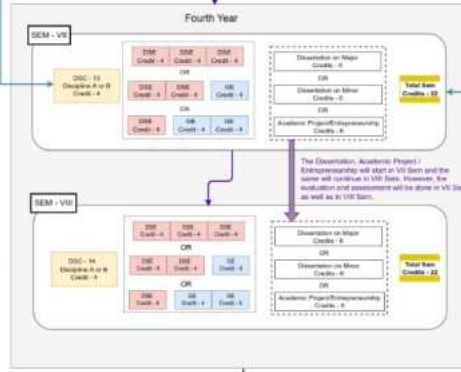 Fourth Year
SEM - VII
DSC - 13
Discipline A or B
Credit - 4
DSE
Credit - 4
DSE
Credit - 4
DSE
Credit - 4
OR
DSE
Credit - 4
DSE
Credit - 4
GE
Credit - 4
OR
DSE
Credit - 4
GE
Credit - 4
GE
Credit - 4
Dissertation on Major
Credits - 6
OR
Dissertation on Minor
Credits - 6
OR
Academic Project/Entrepreneurship
Credits - 6
Total Sem
Credits - 22
The Dissertation, Academic Project /
Entrepreneurship will start in VII Sem and the
same will continue in VIII Sem. However, the
evaluation and assessment will be done in VII Se
as well as in VIII Sem.
SEM - VIII
DSC - 14
Discipline A or B
Credit - 4
DSE
Credit - 4
DSE
Credit - 4
DSE
Credit - 4
OR
DSE
Credit - 4
DSE
Credit - 4
GE
Credit - 4
OR
DSE
Credit - 4
GE
Credit - 4
GE
Credit - 4
Dissertation on Major
Credits - 6
OR
Dissertation on Minor
Credits - 6
OR
Academic Project/Entrepreneurship
Credits - 6
Total Sem
Credits - 22